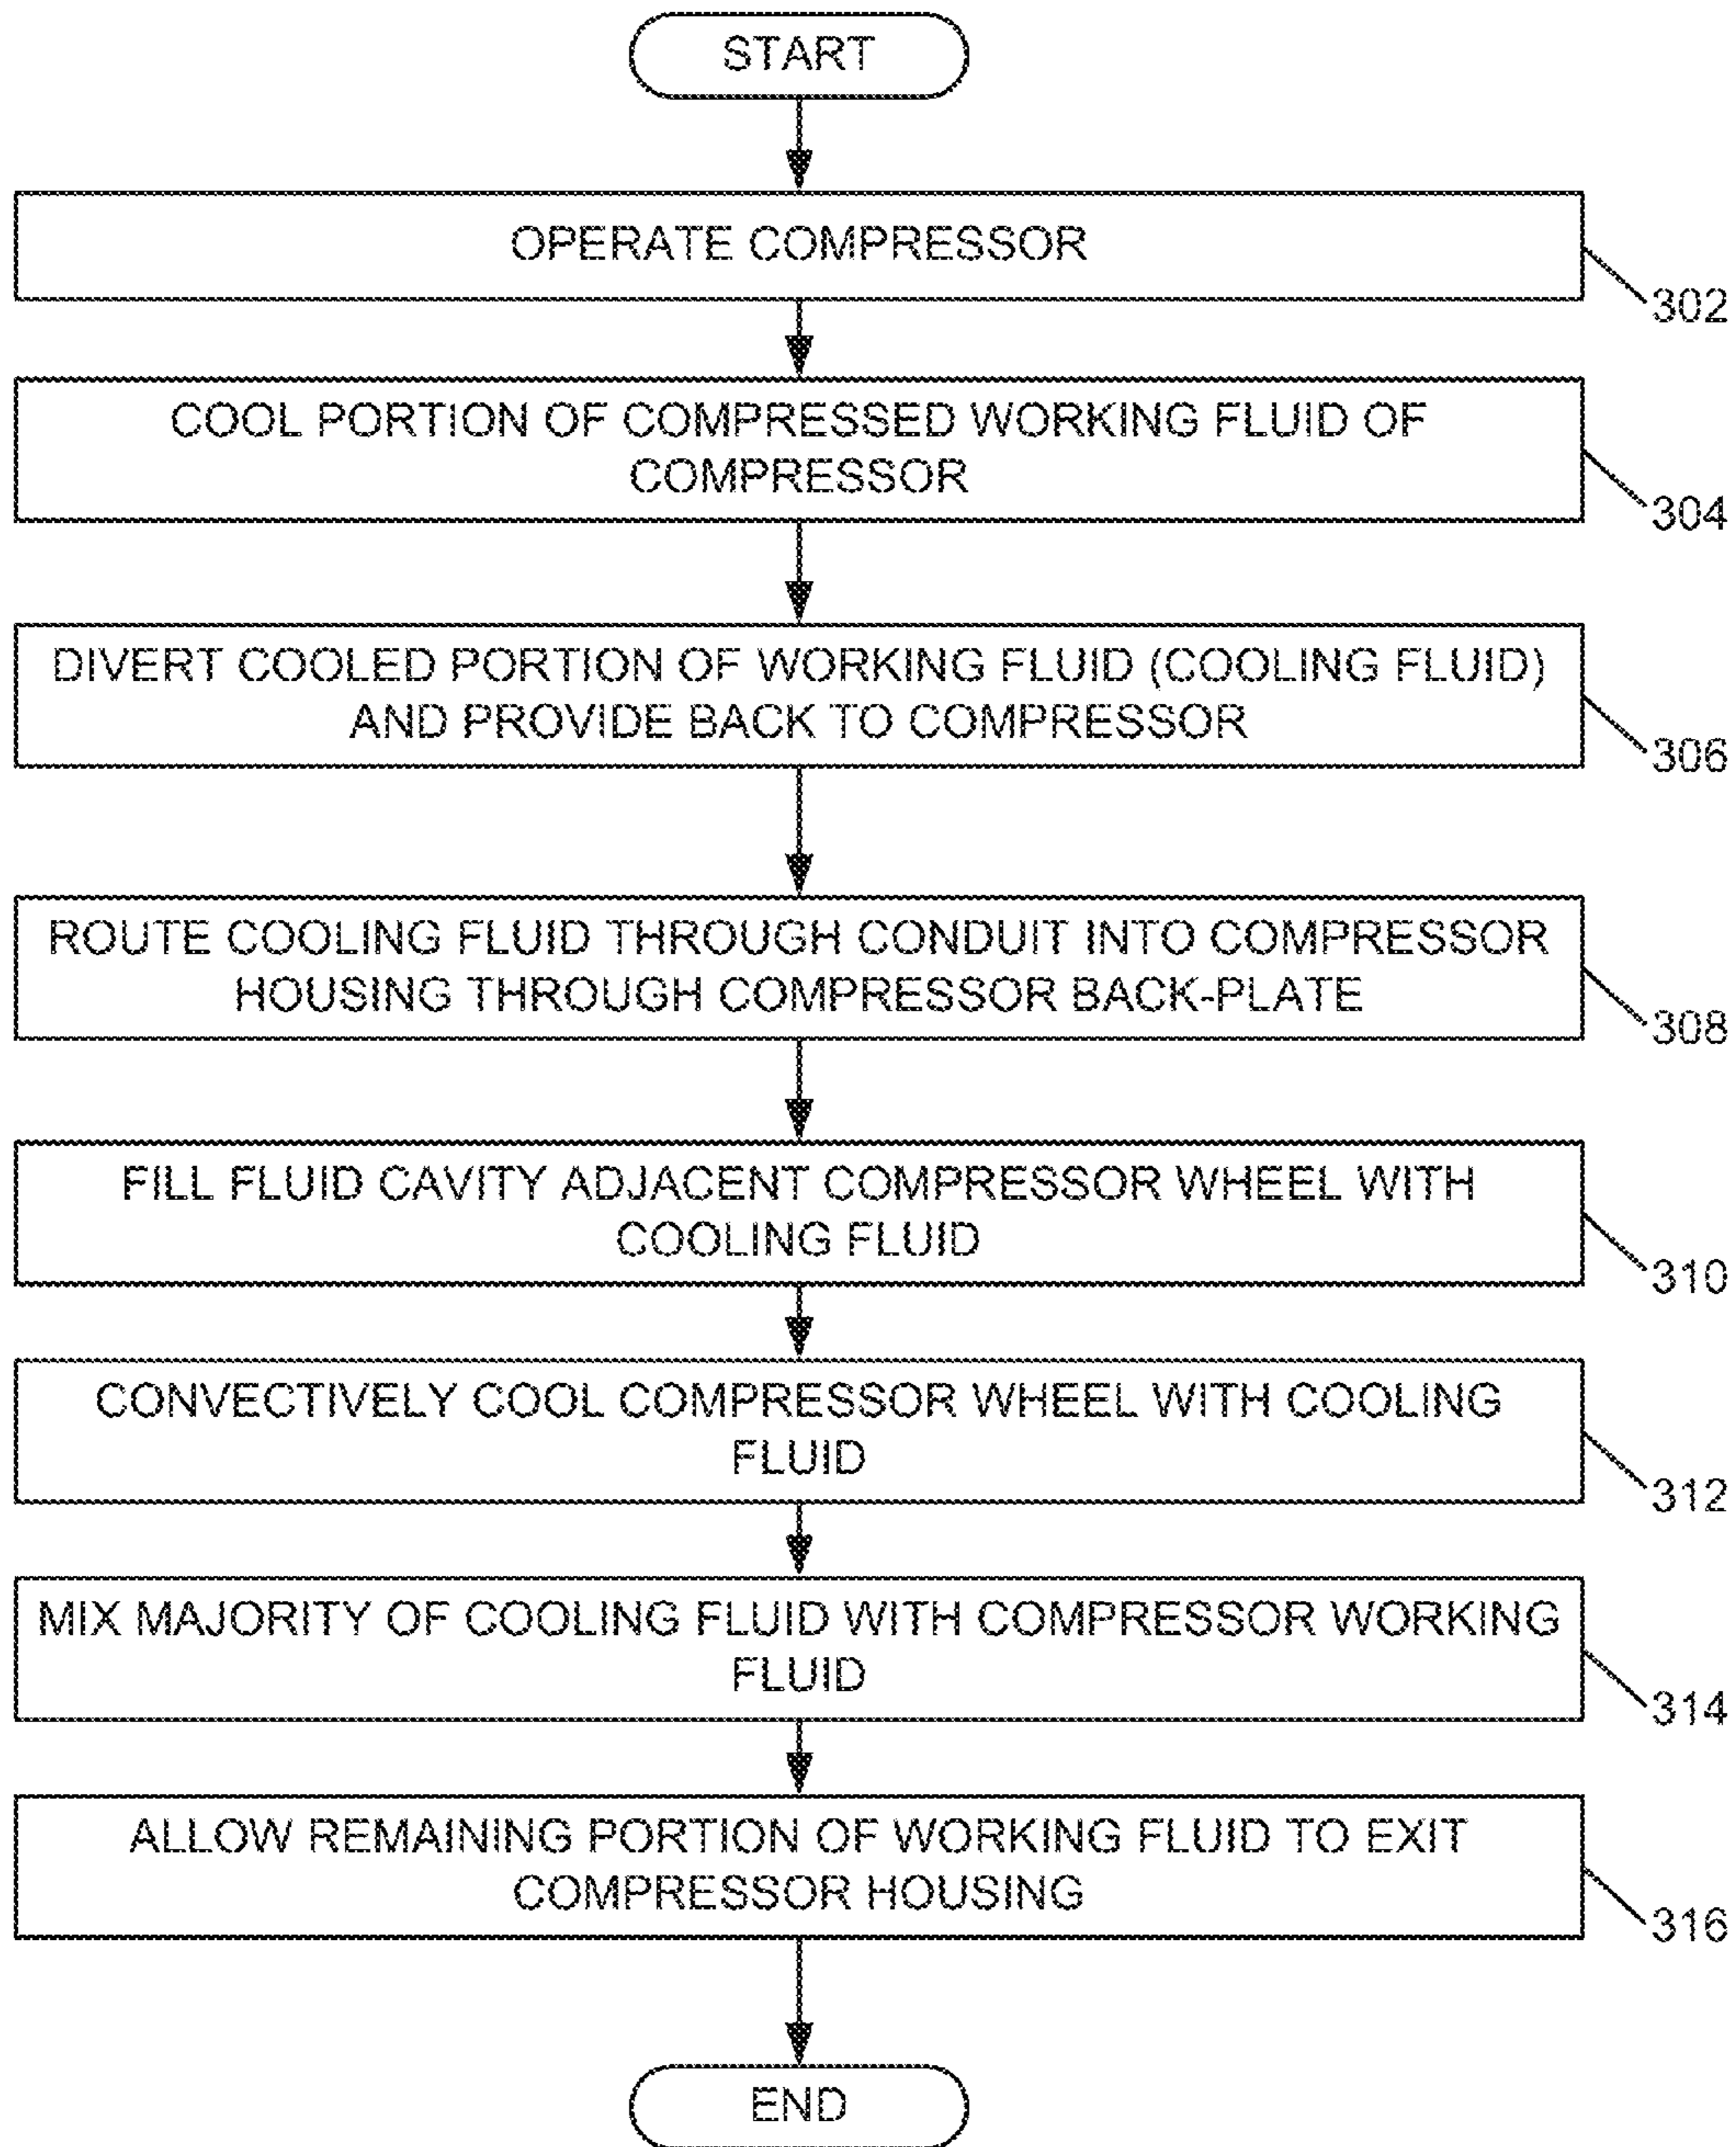 START
OPERATE COMPRESSOR
302
COOL PORTION OF COMPRESSED WORKING FLUID OF
COMPRESSOR
304
DIVERT COOLED PORTION OF WORKING FLUID (COOLING FLUID)
AND PROVIDE BACK TO COMPRESSOR
306
ROUTE COOLING FLUID THROUGH CONDUIT INTO COMPRESSOR
HOUSING THROUGH COMPRESSOR BACK-PLATE
308
FILL FLUID CAVITY ADJACENT COMPRESSOR WHEEL WITH
COOLING FLUID
310
CONVECTIVELY COOL COMPRESSOR WHEEL WITH COOLING
FLUID
312
MIX MAJORITY OF COOLING FLUID WITH COMPRESSOR WORKING
FLUID
314
ALLOW REMAINING PORTION OF WORKING FLUID TO EXIT
COMPRESSOR HOUSING
316
END